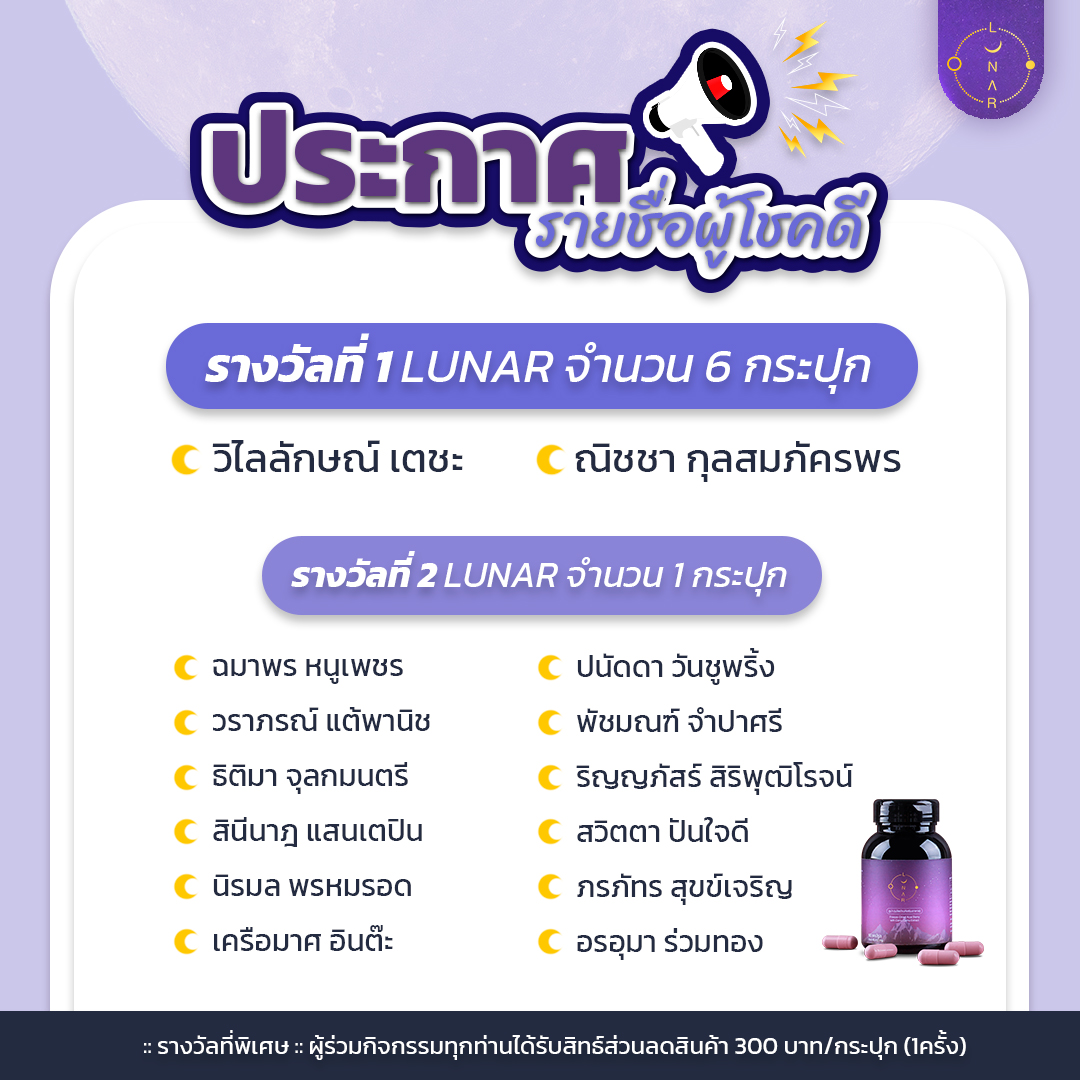 LUNAR
ประกาศ
รายชื่อผู้โชคดี
รางวัลที่ 1 LUNAR จำนวน 6 กระปุก
วิไลลักษณ์ เตชะ
ณิชชา กุลสมภัครพร
รางวัลที่ 2 LUNAR จำนวน 1 กระปุก
ฉมาพร หนูเพชร
ปนัดดา วันชูพริ้ง
วราภรณ์ แต้พานิช
พัชมณฑ์ จำปาศรี
ธิติมา จุลกมนตรี
ริญญภัสร์ สิริพุฒิโรจน์
สินีนาฎ แสนเตปิน
สวิตตา ปันใจดี
นิรมล พรหมรอด
ภรภัทร สุขข์เจริญ
เครือมาศ อินต๊ะ
อรอุมา ร่วมทอง
LUNAR
:: รางวัลที่พิเศษ :: ผู้ร่วมกิจกรรมทุกท่านได้รับสิทธ์ส่วนลดสินค้า 300 บาท/กระปุก (1ครั้ง)